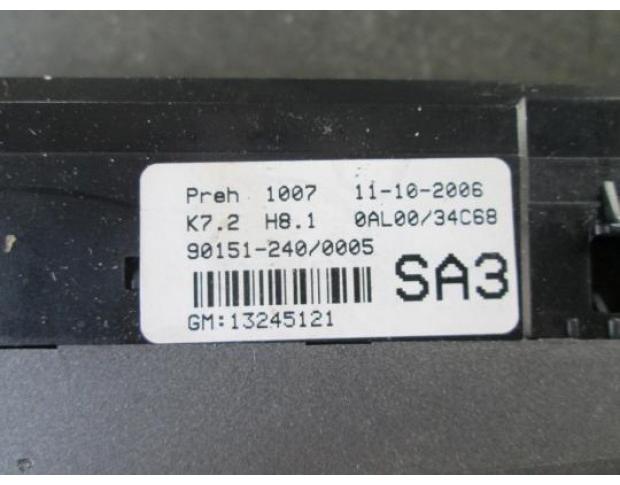 Preh 1007 11-10-2006
K7.2 H8.1 0AL00/34C68
90151-240/0005
SA3
GM:13245121